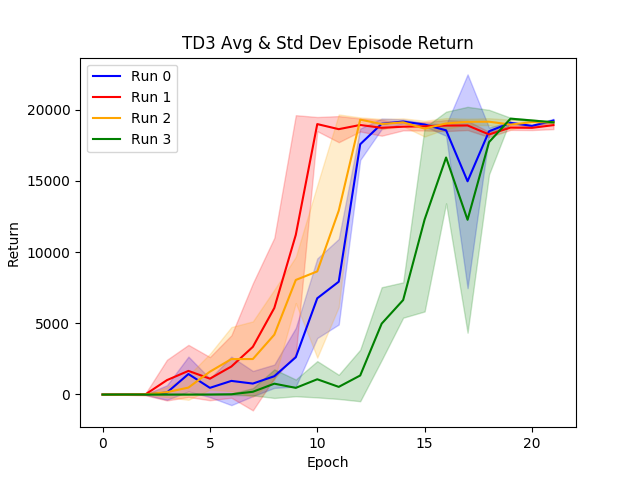 TD3 Avg & Std Dev Episode Return
Run 0
Run 1
Run 2
Run 3
20000
15000
10000
5000
0
Return
0 5 10 15 20
Epoch